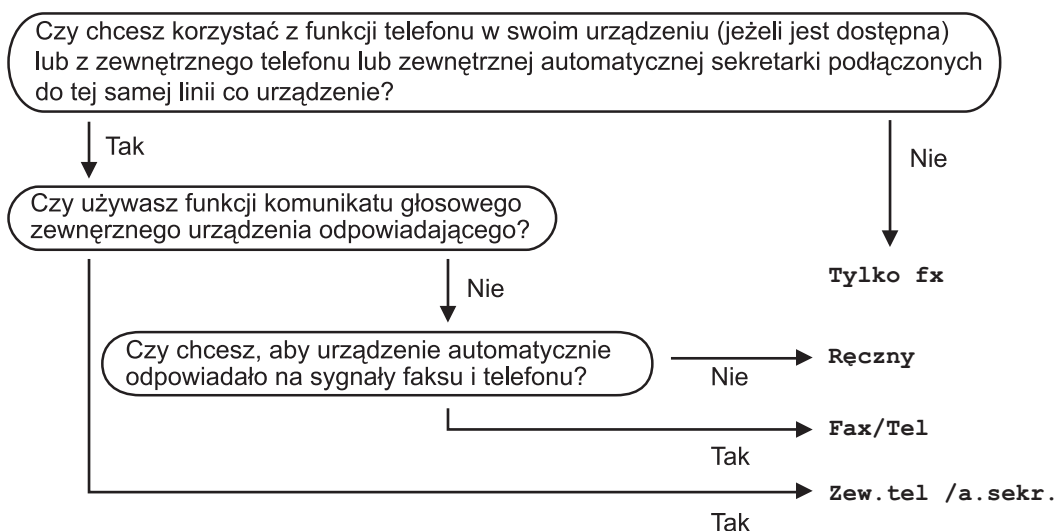 Czy chcesz korzystać z funkcji telefonu w swoim urządzeniu (jeżeli jest dostępna)
lub z zewnętrznego telefonu lub zewnętrznej automatycznej sekretarki podłączonych
do tej samej linii co urządzenie?
Tak
Nie
Czy używasz funkcji komunikatu głosowego
zewnęrznego urządzenia odpowiadającego?
Tylko fx
Nie
Czy chcesz, aby urządzenie automatycznie
odpowiadało na sygnały faksu i telefonu?
Nie
Ręczny
Fax/Tel
Tak
Zew.tel /a.sekr.
Tak